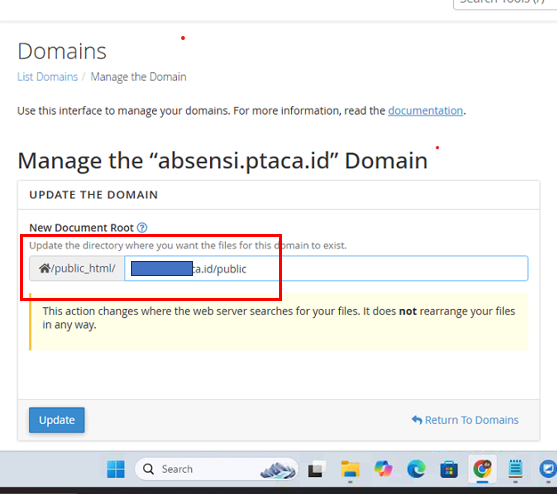 Search Tools (/)
Domains
List Domains / Manage the Domain
Use this interface to manage your domains. For more information, read the documentation.
Manage the “absensi.ptaca.id” Domain
UPDATE THE DOMAIN
New Document Root
Update the directory where you want the files for this domain to exist.
/public_html/ ca.id/public
This action changes where the web server searches for your files. It does not rearrange your files
in any way.
Update
Return To Domains
Search